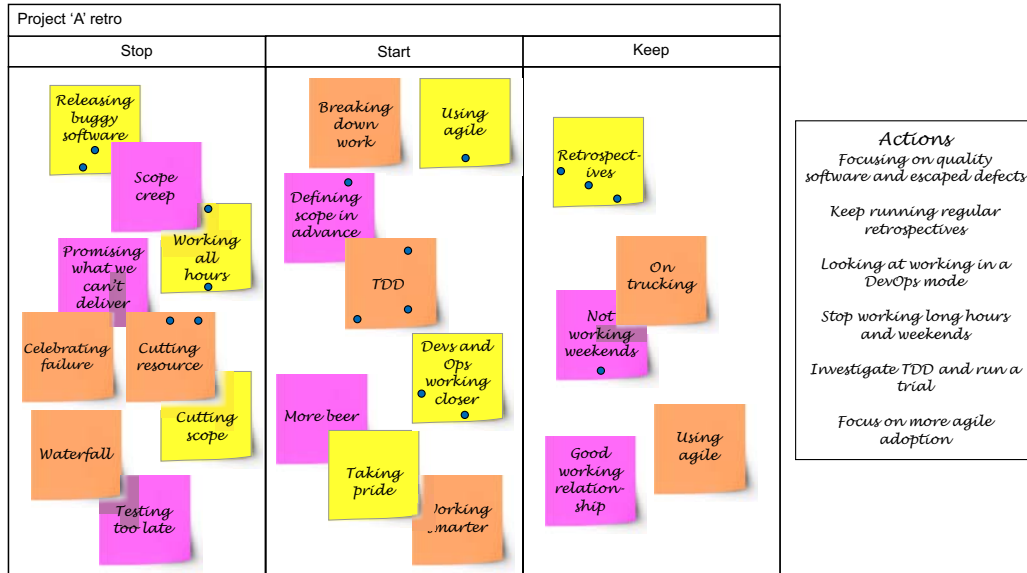 Project ‘A’ retro
Stop
Start
Keep
Releasing
buggy
software
Scope
creep
Working
all
hours
Promising
what we
can’t
deliver
Celebrating
failure
Cutting
resource
Cutting
scope
Waterfall
Testing
too late
Breaking
down
work
Using
agile
Defining
scope in
advance
TDD
Devs and
Ops
working
closer
More beer
Taking
pride
Working
smarter
Retrospect-
ives
On
trucking
Not
working
weekends
Using
agile
Good
working
relation-
ship
Actions
Focusing on quality
software and escaped defects
Keep running regular
retrospectives
Looking at working in a
DevOps mode
Stop working long hours
and weekends
Investigate TDD and run a
trial
Focus on more agile
adoption